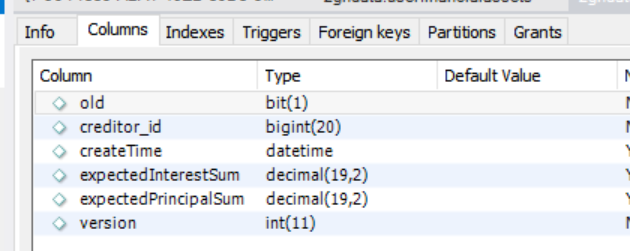 Info Columns Indexes Triggers Foreign keys Partitions Grants
Column Type Default Value N
old bit(1)
creditor_id bigint(20)
createTime datetime Y
expectedInterestSum decimal(19,2) Y
expectedPrincipalSum decimal(19,2) Y
version int(11)